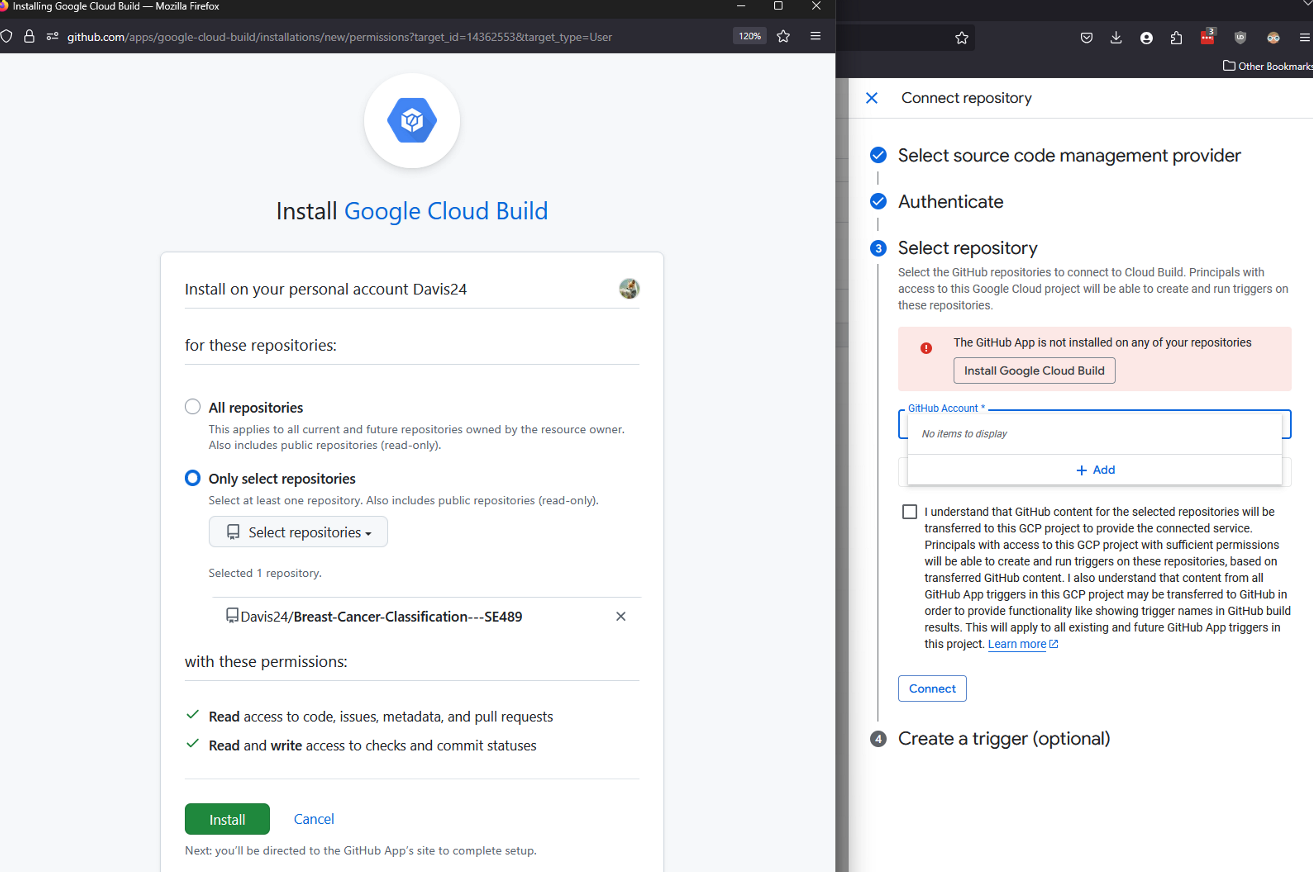 Installing Google Cloud Build — Mozilla Firefox
github.com/apps/google-cloud-build/installations/new/permissions?target_id=14362553&target_type=User
120%
Install Google Cloud Build
Install on your personal account Davis24
for these repositories:
All repositories
This applies to all current and future repositories owned by the resource owner.
Also includes public repositories (read-only).
Only select repositories
Select at least one repository. Also includes public repositories (read-only).
Select repositories
Selected 1 repository.
Davis24/Breast-Cancer-Classification---SE489
with these permissions:
Read access to code, issues, metadata, and pull requests
Read and write access to checks and commit statuses
Install
Cancel
Next: you'll be directed to the GitHub App's site to complete setup.
3
Other Bookmarks
Connect repository
Select source code management provider
Authenticate
3
Select repository
Select the GitHub repositories to connect to Cloud Build. Principals with
access to this Google Cloud project will be able to create and run triggers on
these repositories.
The GitHub App is not installed on any of your repositories
Install Google Cloud Build
GitHub Account *
No items to display
+ Add
I understand that GitHub content for the selected repositories will be
transferred to this GCP project to provide the connected service.
Principals with access to this GCP project with sufficient permissions
will be able to create and run triggers on these repositories, based on
transferred GitHub content. I also understand that content from all
GitHub App triggers in this GCP project may be transferred to GitHub in
order to provide functionality like showing trigger names in GitHub build
results. This will apply to all existing and future GitHub App triggers in
this project. Learn more
Connect
4
Create a trigger (optional)